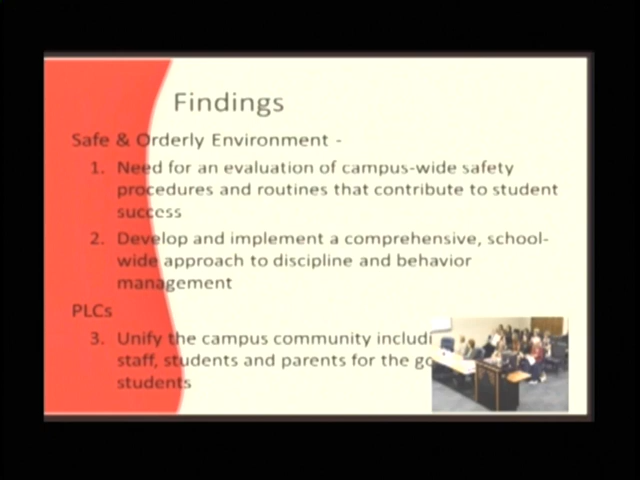 Findings
Safe & Orderly Environment -
1. Need for an evaluation of campus-wide safety
procedures and routines that contribute to student
success
2. Develop and implement a comprehensive, school-
wide approach to discipline and behavior
management
PLCs
3. Unify the campus community includi
staff, students and parents for the go
students